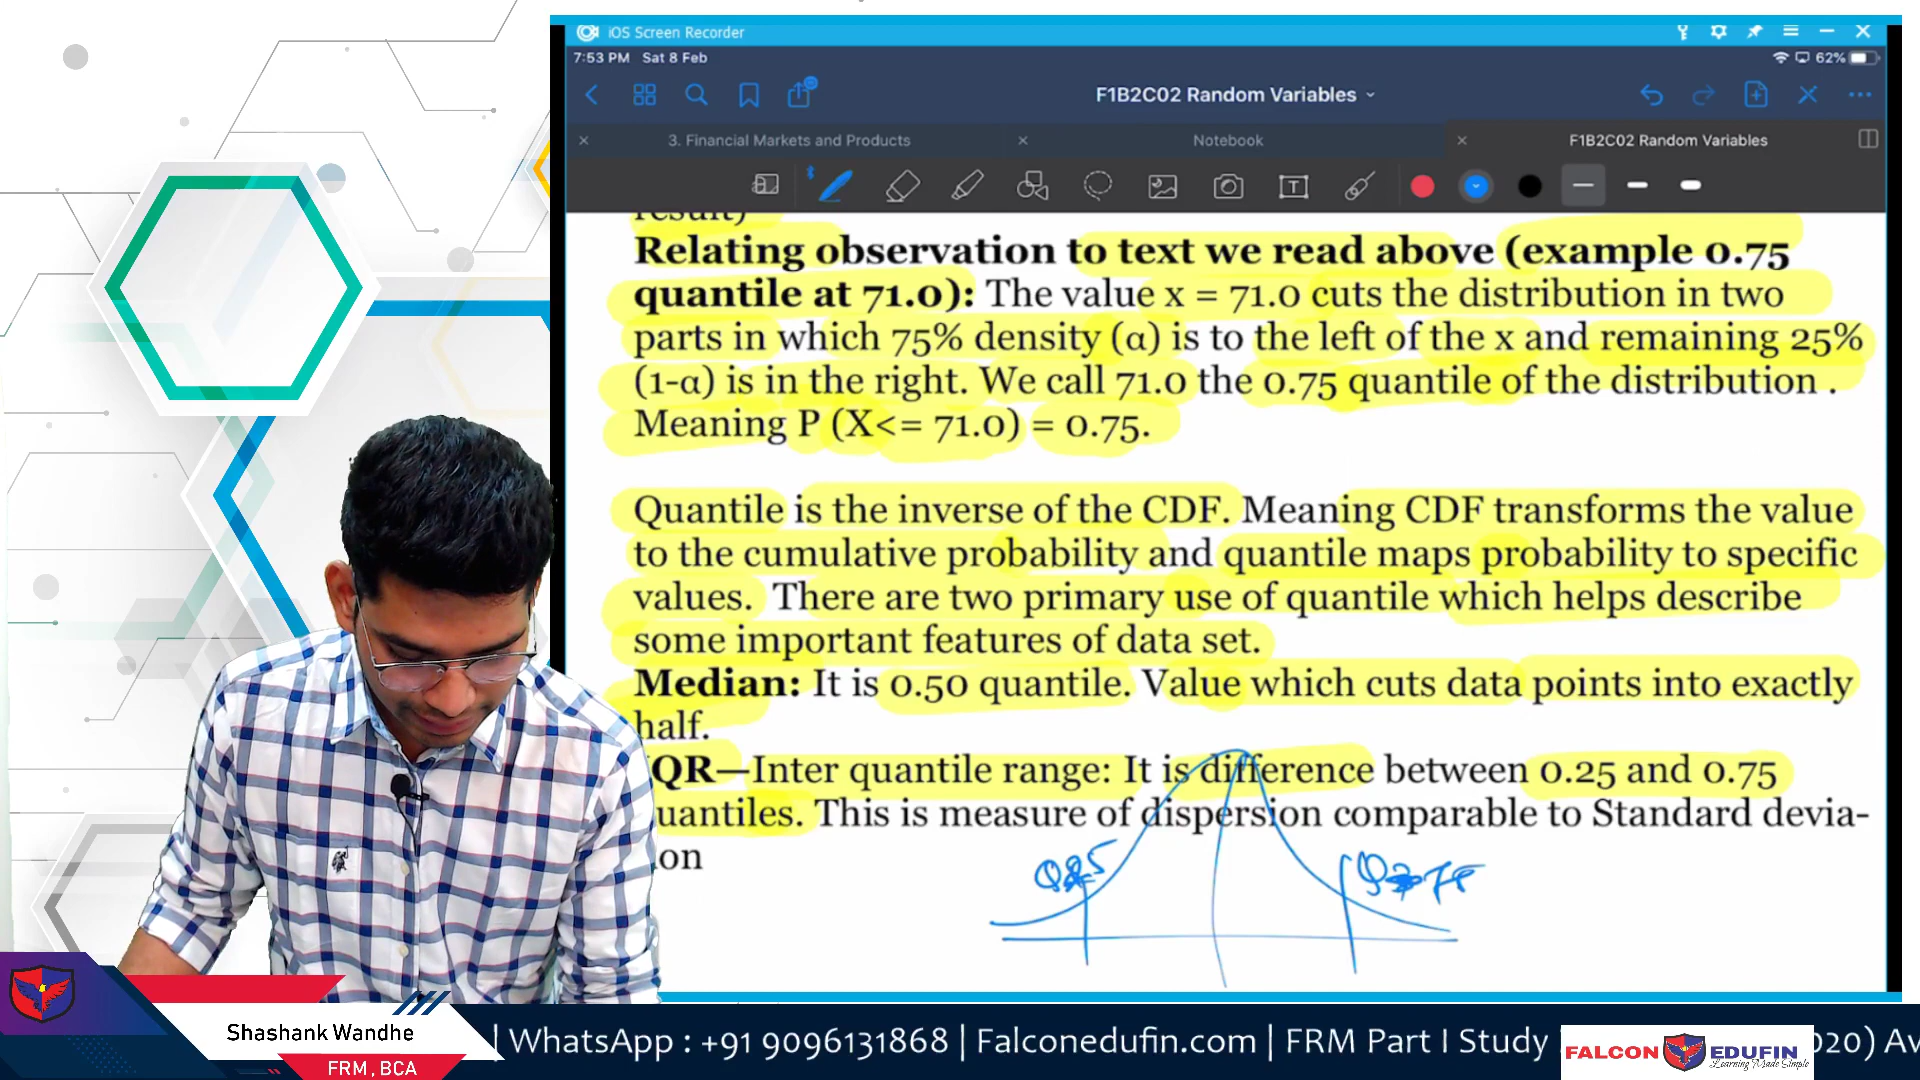 iOS Screen Recorder
7:53 PM Sat 8 Feb
62%
F1B2C02 Random Variables
3. Financial Markets and Products
Notebook
F1B2C02 Random Variables
result)
Relating observation to text we read above (example 0.75
quantile at 71.0): The value x = 71.0 cuts the distribution in two
parts in which 75% density (α) is to the left of the x and remaining 25%
(1-α) is in the right. We call 71.0 the 0.75 quantile of the distribution .
Meaning P (X<= 71.0) = 0.75.
Quantile is the inverse of the CDF. Meaning CDF transforms the value
to the cumulative probability and quantile maps probability to specific
values. There are two primary use of quantile which helps describe
some important features of data set.
Median: It is 0.50 quantile. Value which cuts data points into exactly
half.
QR—Inter quantile range: It is difference between 0.25 and 0.75
uantiles. This is measure of dispersion comparable to Standard devia-
on
Shashank Wandhe
FRM, BCA
| WhatsApp : +91 9096131868 | Falconedufin.com | FRM Part I Study
020) Av
FALCON EDUFIN
Learning Made Simple